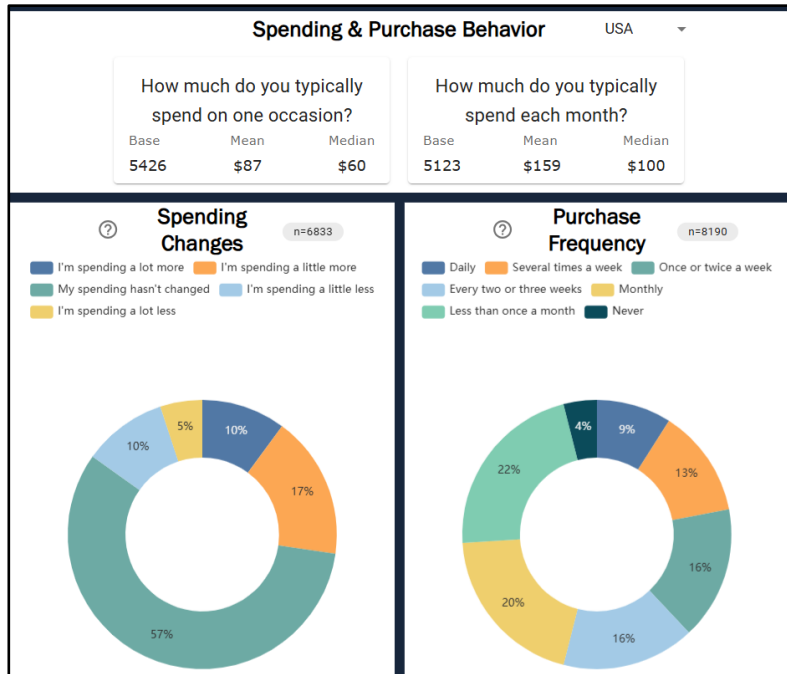 Spending & Purchase Behavior
USA
How much do you typically
spend on one occasion?
Base Mean Median
5426 $87 $60
How much do you typically
spend each month?
Base Mean Median
5123 $159 $100
Spending
Changes
n=6833
I'm spending a lot more I'm spending a little more
My spending hasn't changed I'm spending a little less
I'm spending a lot less
10%
17%
57%
10%
5%
Purchase
Frequency
n=8190
Daily Several times a week Once or twice a week
Every two or three weeks Monthly
Less than once a month Never
9%
13%
16%
16%
20%
22%
4%